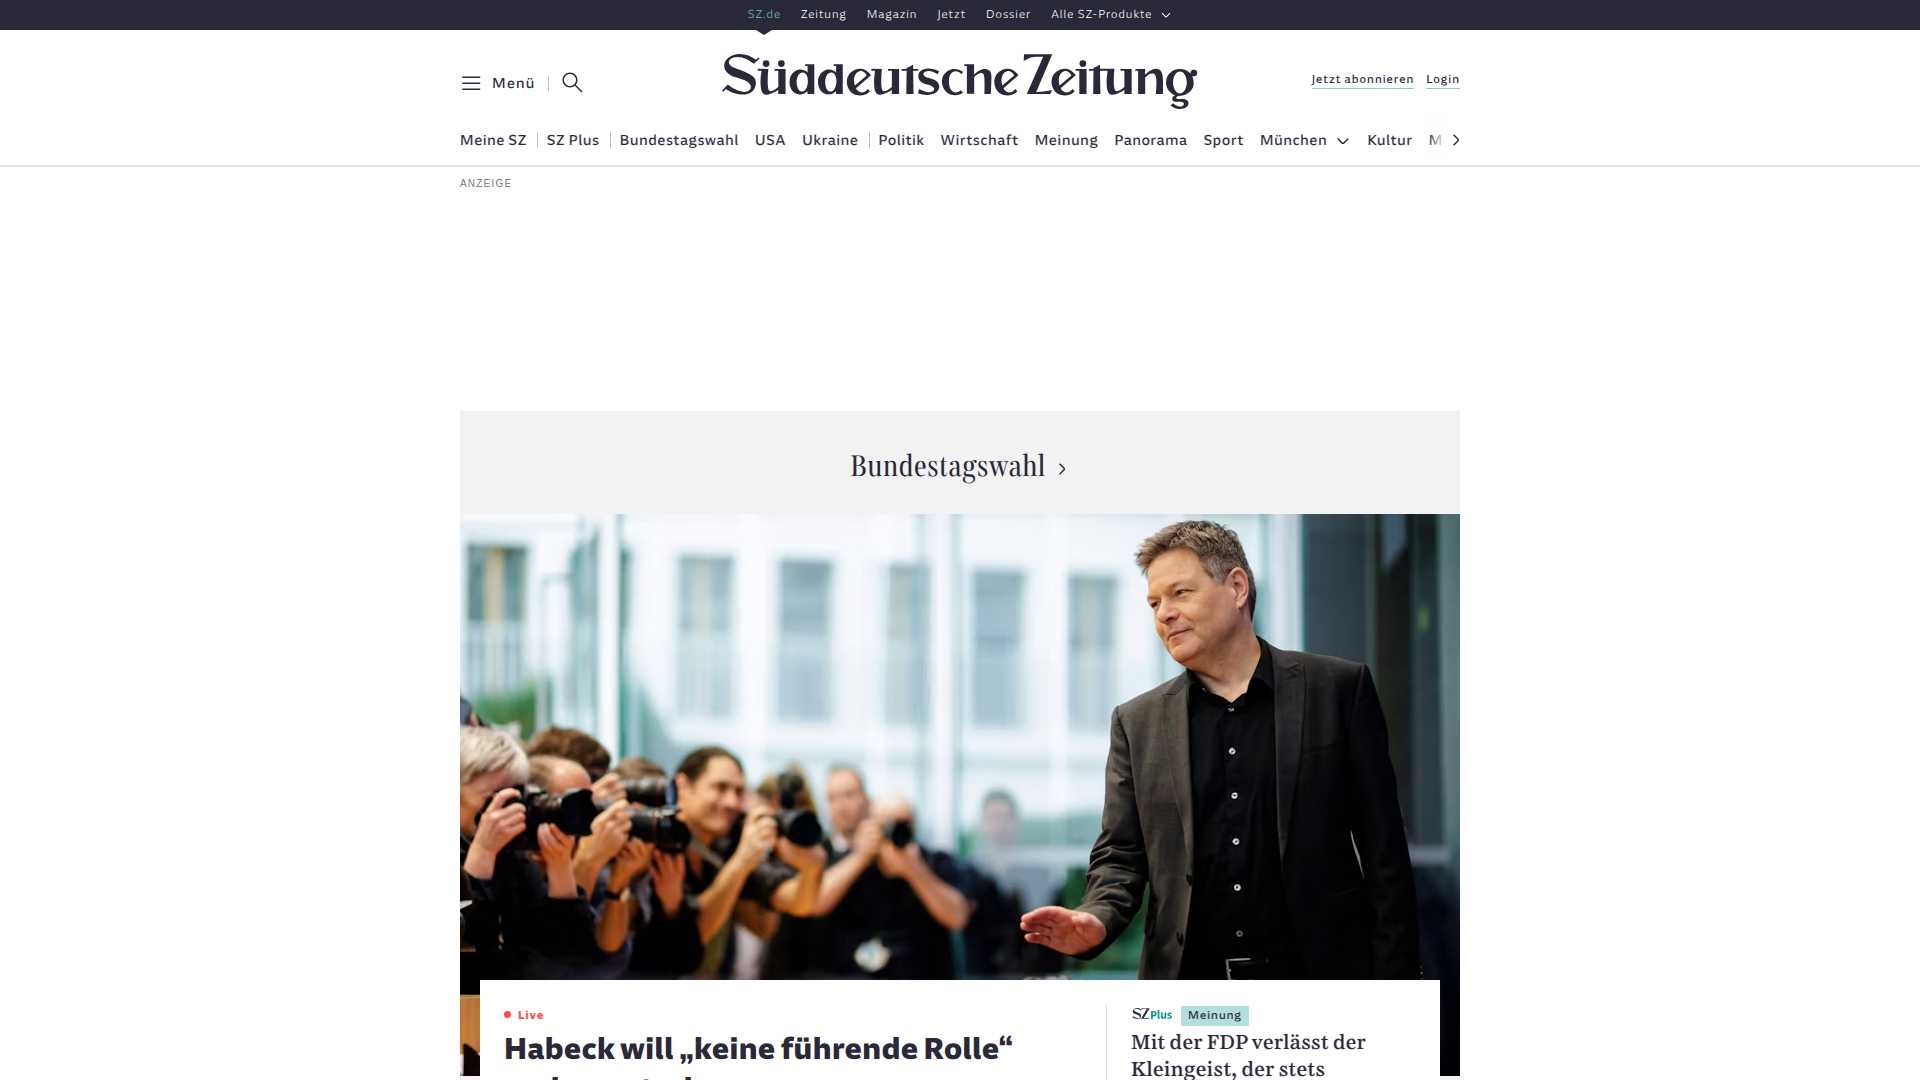 SZ.de Zeitung Magazin Jetzt Dossier Alle SZ-Produkte
Menü
Süddeutsche Zeitung
Jetzt abonnieren Login
Meine SZ SZ Plus Bundestagswahl USA Ukraine Politik Wirtschaft Meinung Panorama Sport München Kultur M
ANZEIGE
Bundestagswahl
Live
Habeck will „keine führende Rolle“
SZ Plus Meinung
Mit der FDP verlässt der
Kleingeist, der stets